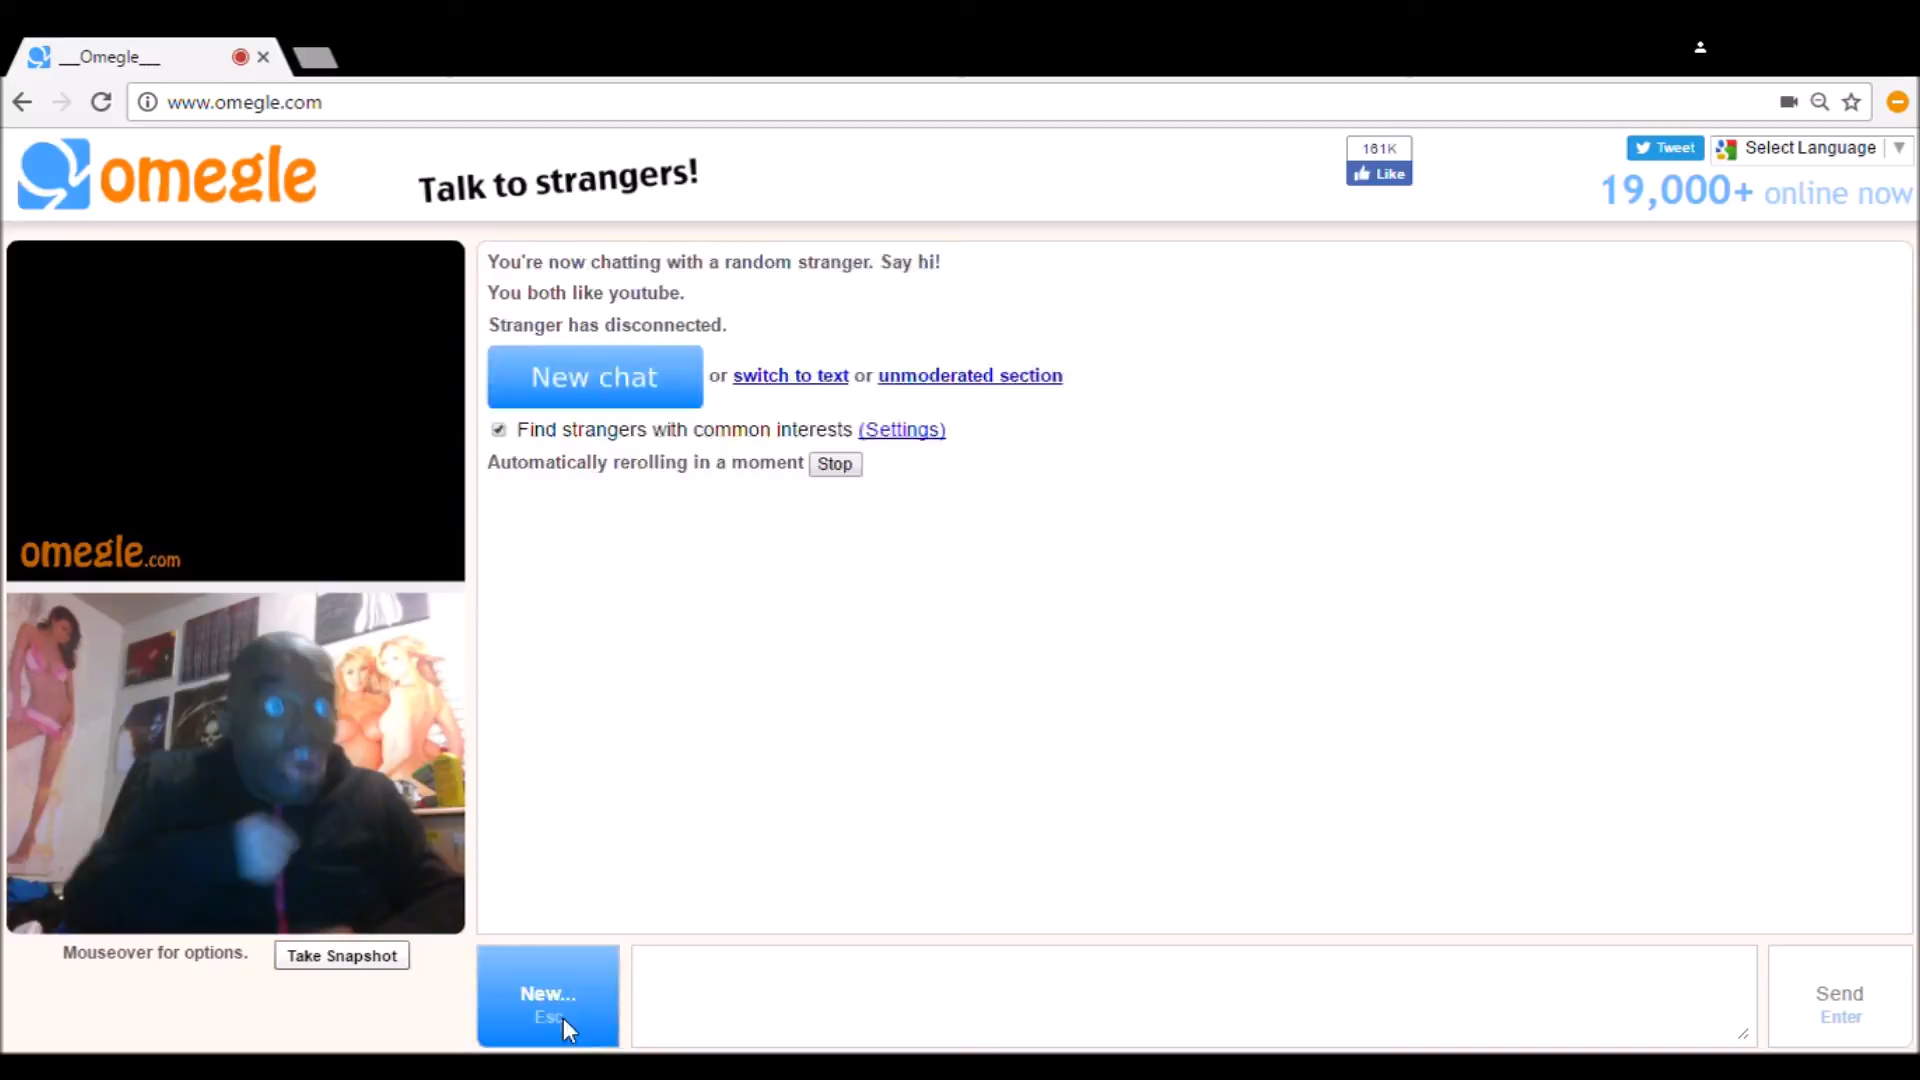 __Omegle__
www.omegle.com
omegle
Talk to strangers!
161K
Like
Tweet
Select Language
19,000+ online now
You're now chatting with a random stranger. Say hi!
You both like youtube.
Stranger has disconnected.
New chat or switch to text or unmoderated section
Find strangers with common interests (Settings)
Automatically rerolling in a moment Stop
omegle.com
Mouseover for options. Take Snapshot
New...
Esc
Send
Enter